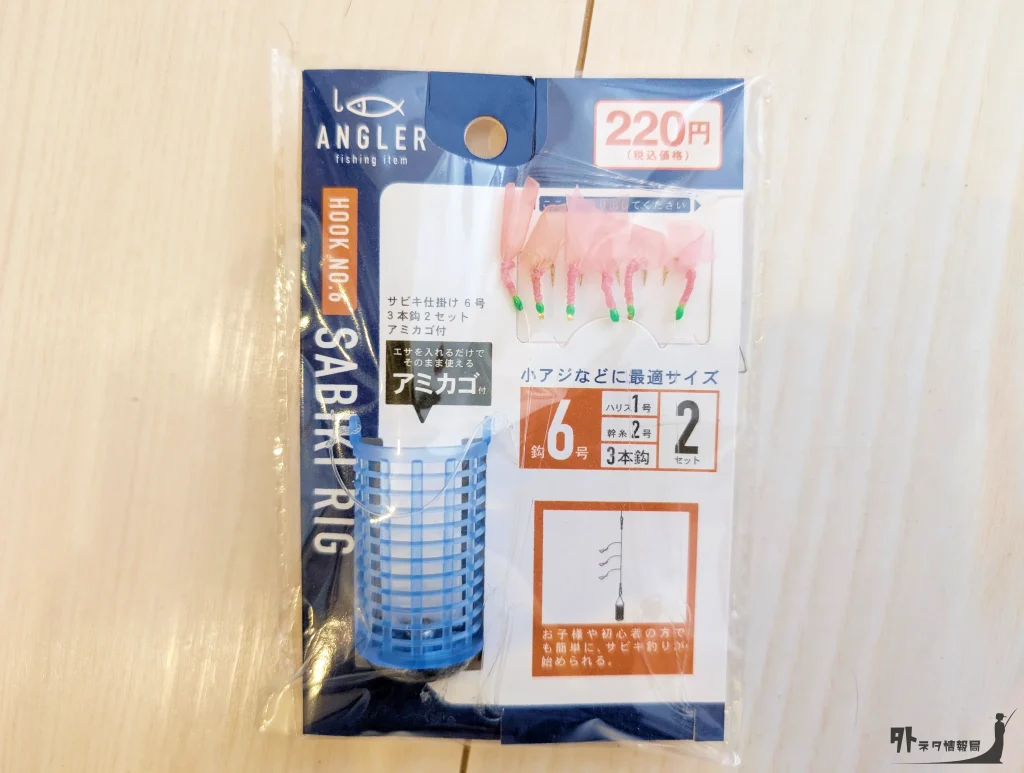 ANGLER
fishing item
220円
(税込価格)
HOOK NO.6
SABIKI RIG
してください
サビキ仕掛け 6号
3本鈎2セット
アミカゴ付
エサを入れるだけで
そのまま使える
アミカゴ付
小アジなどに最適サイズ
鈎6号
ハリス1号
幹糸2号
3本鈎
2セット
お子様や初心者の方で
も簡単に、サビキ釣りが
始められる。
外ネタ情報局